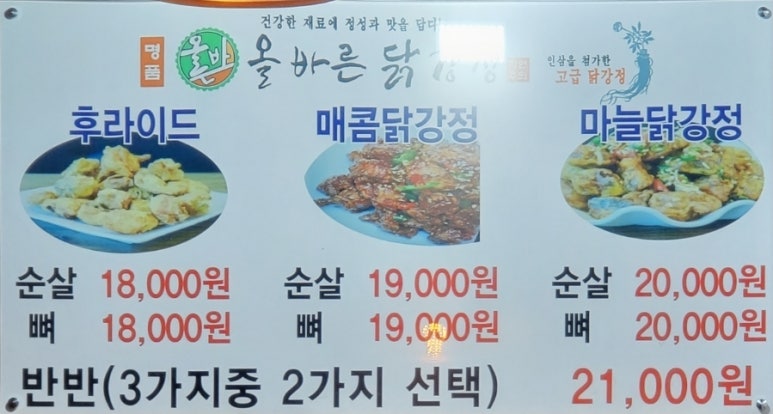 건강한 재료에 정성과 맛을 담다!
명품
올바
올바른 닭강정
인삼을 첨가한
고급 닭강정
후라이드
매콤닭강정
마늘닭강정
순살 18,000원
순살 19,000원
순살 20,000원
뼈 18,000원
뼈 19,000원
뼈 20,000원
반반(3가지중 2가지 선택) 21,000원